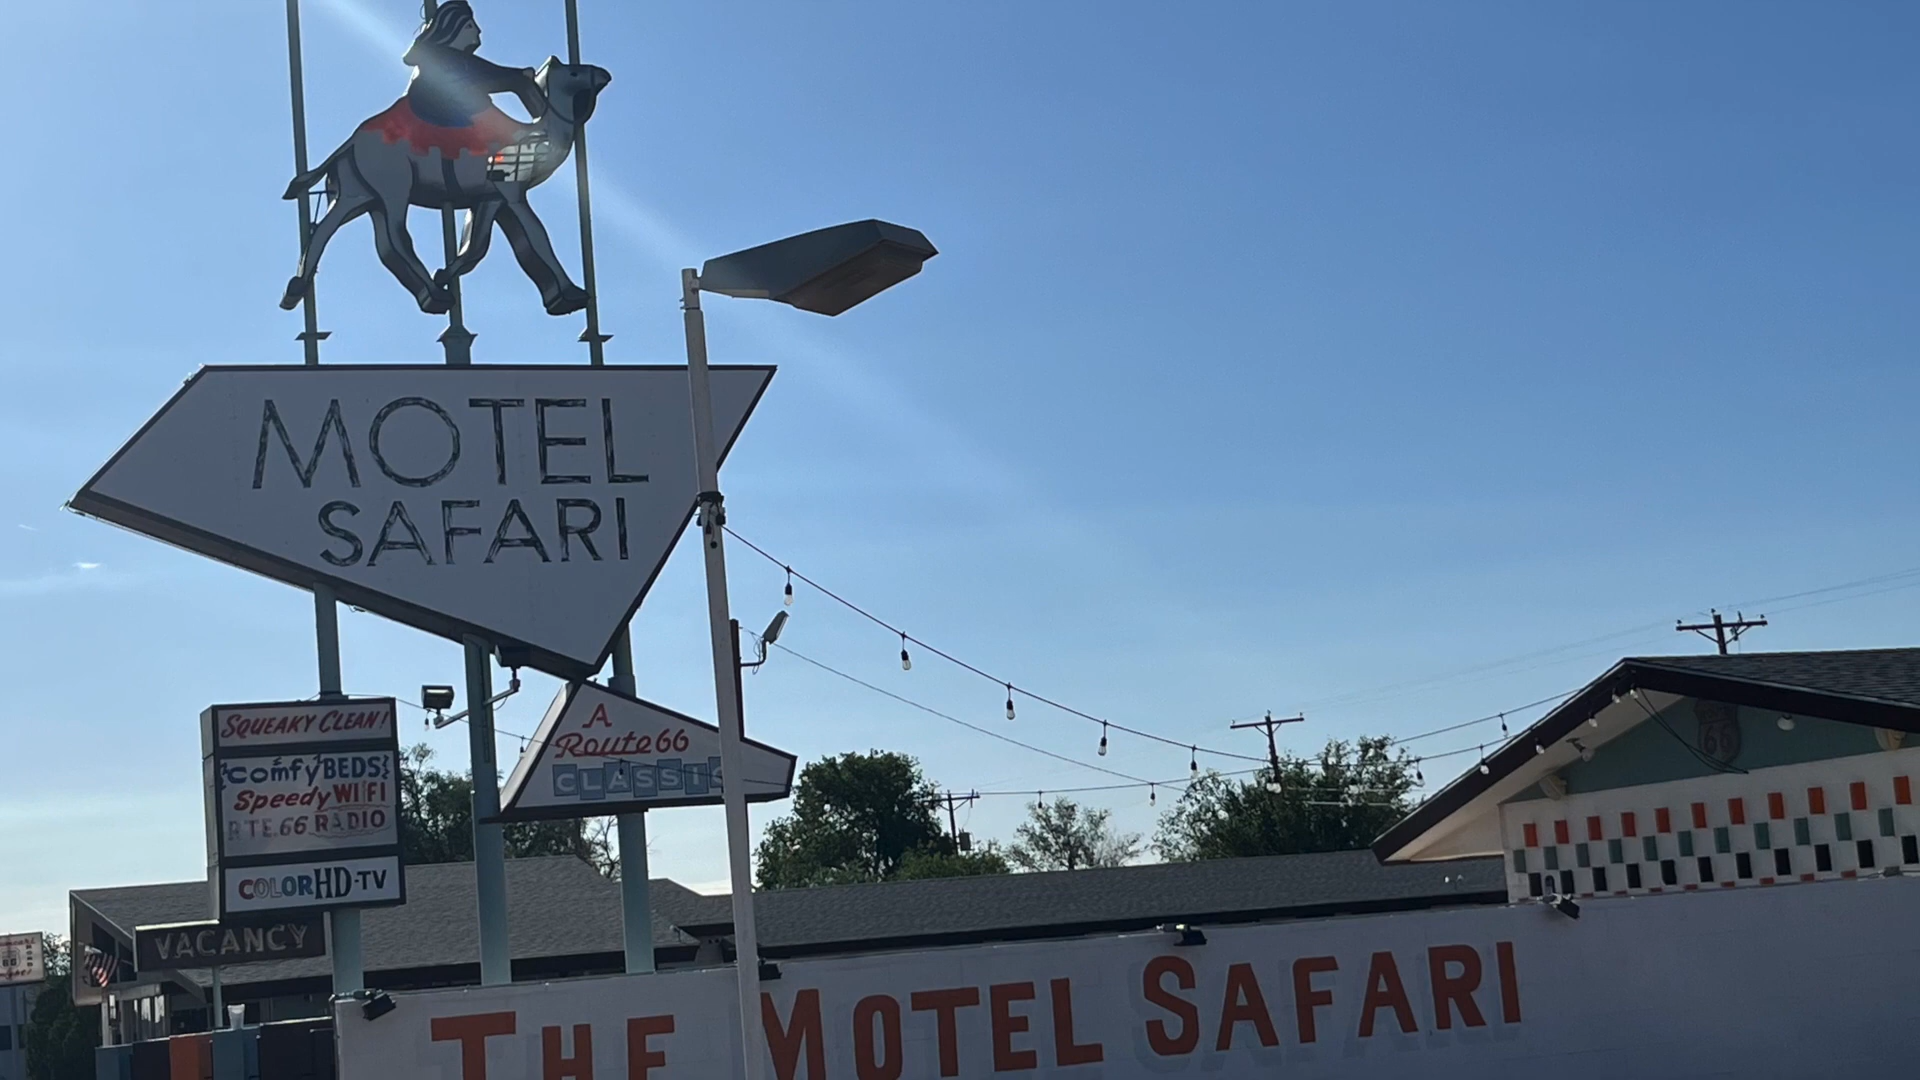 MOTEL
SAFARI
A
Route 66
CLASSIC
SQUEAKY CLEAN!
Comfy BEDS
Speedy WIFI
RTE. 66 RADIO
COLOR HD-TV
VACANCY
66
THE MOTEL SAFARI